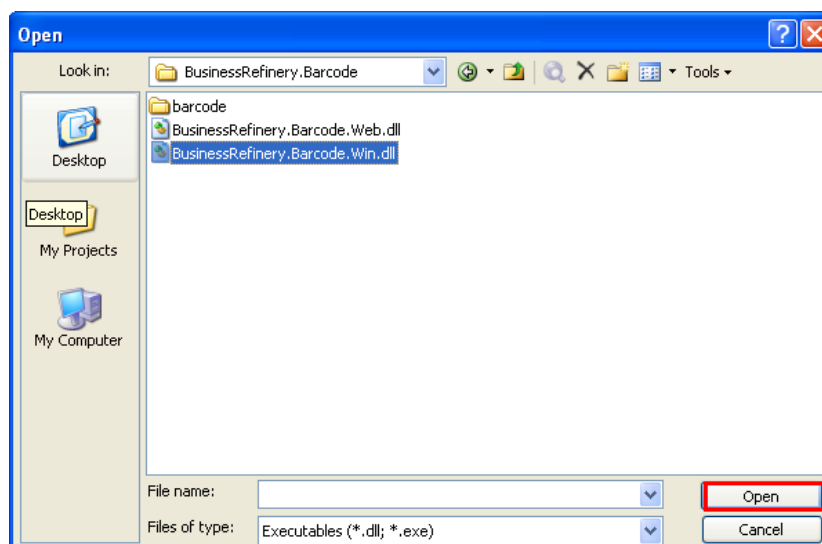 Open
Look in:
BusinessRefinery.Barcode
Tools
barcode
BusinessRefinery.Barcode.Web.dll
BusinessRefinery.Barcode.Win.dll
Desktop
Desktop
My Projects
My Computer
File name:
Open
Files of type:
Executables (*.dll; *.exe)
Cancel